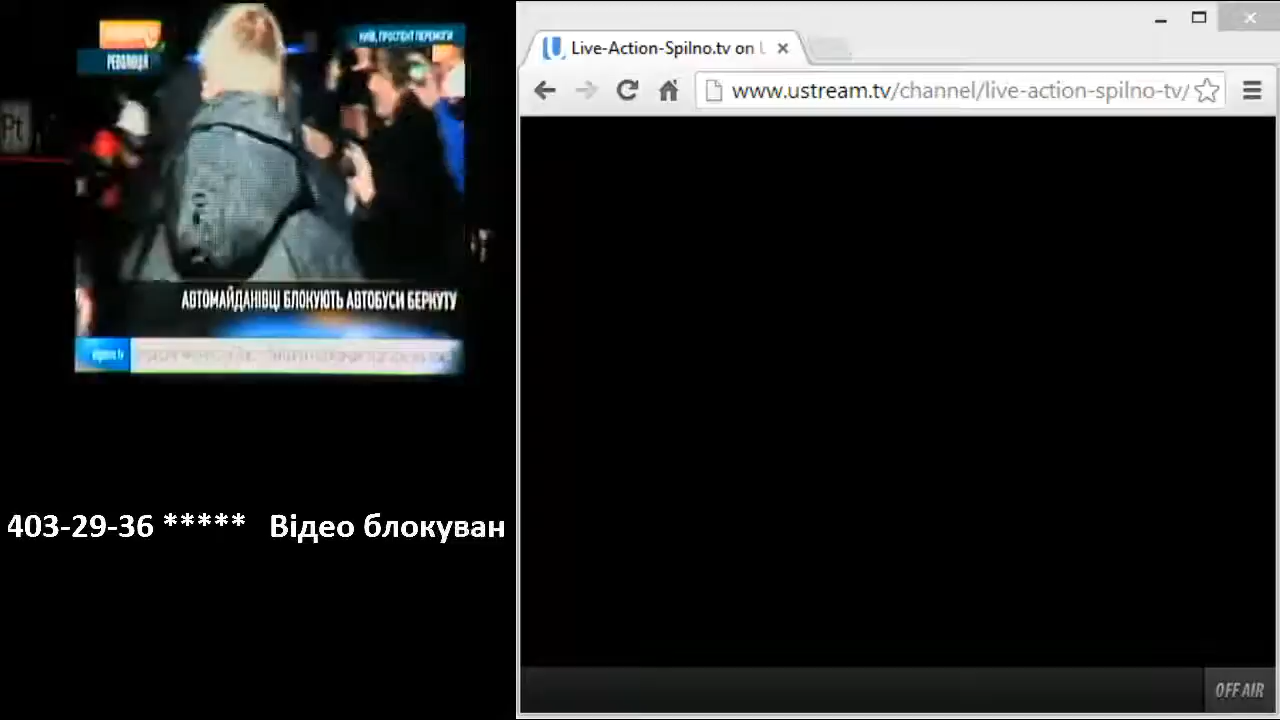 КИЇВ, ПРОСПЕКТ ПЕРЕМОГИ
РЕВОЛЮЦІЯ
Pt
АВТОМАЙДАНІВЦІ БЛОКУЮТЬ АВТОБУСИ БЕРКУТУ
403-29-36 ***** Відео блокуван
Live-Action-Spilno.tv on U
www.ustream.tv/channel/live-action-spilno-tv/
OFF AIR